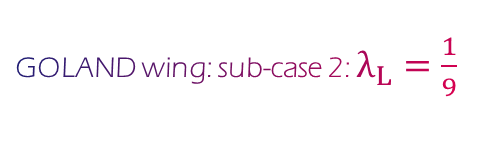 GOLAND wing: sub-case 2: λ_L = 1/9